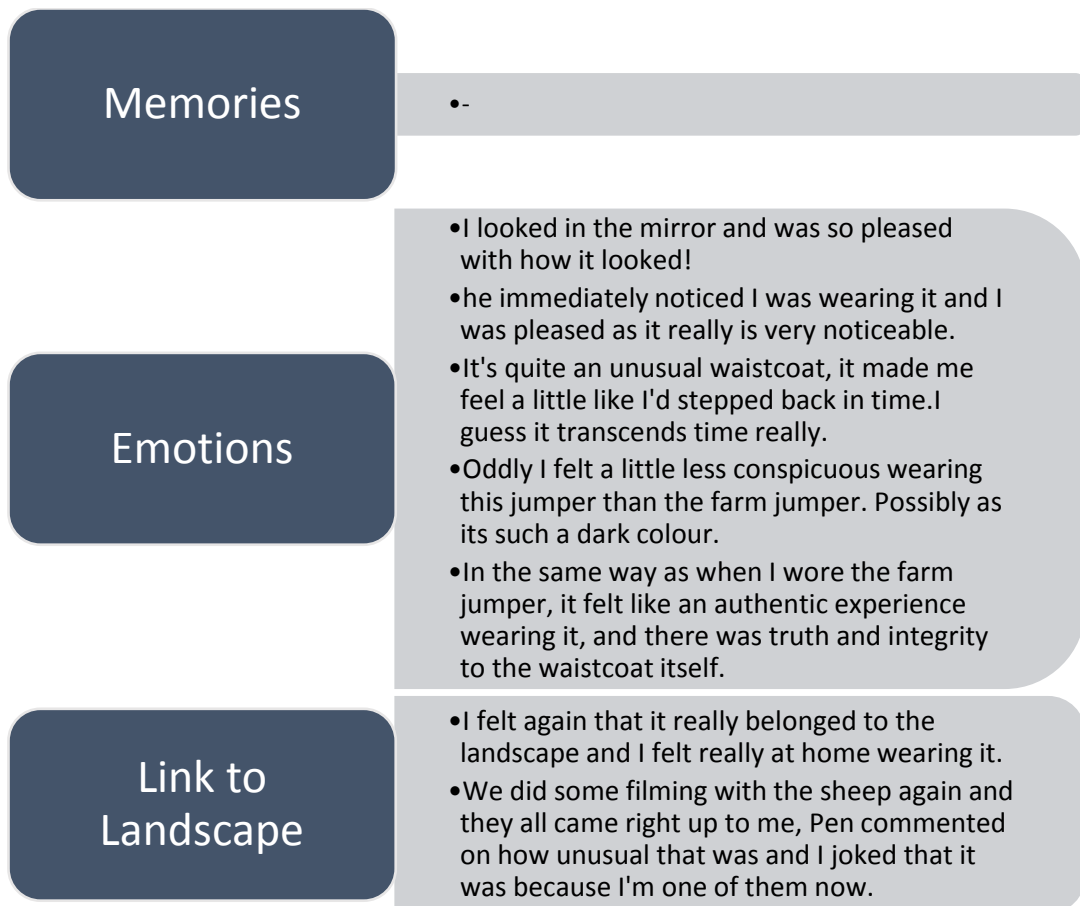 Memories
•-
Emotions
•I looked in the mirror and was so pleased
with how it looked!
•he immediately noticed I was wearing it and I
was pleased as it really is very noticeable.
•It's quite an unusual waistcoat, it made me
feel a little like I'd stepped back in time.I
guess it transcends time really.
•Oddly I felt a little less conspicuous wearing
this jumper than the farm jumper. Possibly as
its such a dark colour.
•In the same way as when I wore the farm
jumper, it felt like an authentic experience
wearing it, and there was truth and integrity
to the waistcoat itself.
Link to
Landscape
•I felt again that it really belonged to the
landscape and I felt really at home wearing it.
•We did some filming with the sheep again and
they all came right up to me, Pen commented
on how unusual that was and I joked that it
was because I'm one of them now.